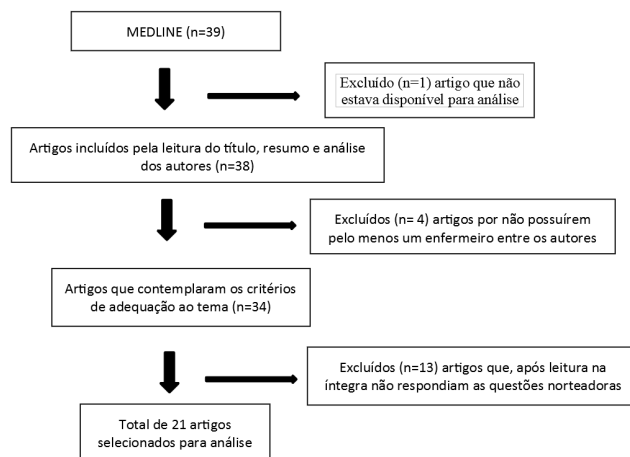 MEDLINE (n=39)
Excluído (n=1) artigo que não
estava disponível para análise
Artigos incluídos pela leitura do título, resumo e análise
dos autores (n=38)
Excluídos (n= 4) artigos por não possuírem
pelo menos um enfermeiro entre os autores
Artigos que contemplaram os critérios
de adequação ao tema (n=34)
Excluídos (n=13) artigos que, após leitura na
íntegra não respondiam as questões norteadoras
Total de 21 artigos
selecionados para análise